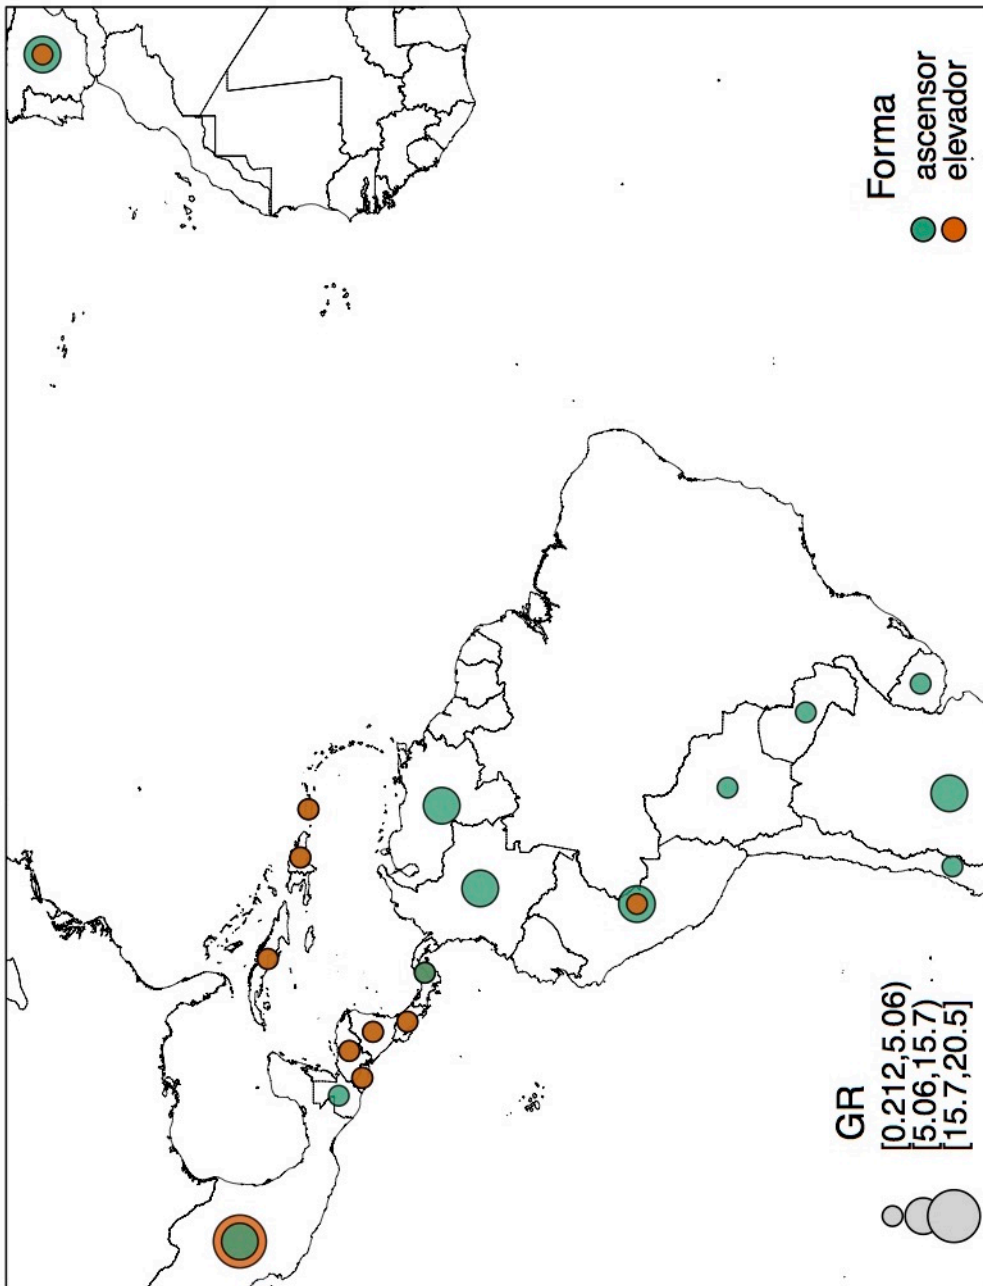 Forma
ascensor
elevador
GR
[0.212,5.06)
[5.06,15.7)
[15.7,20.5]